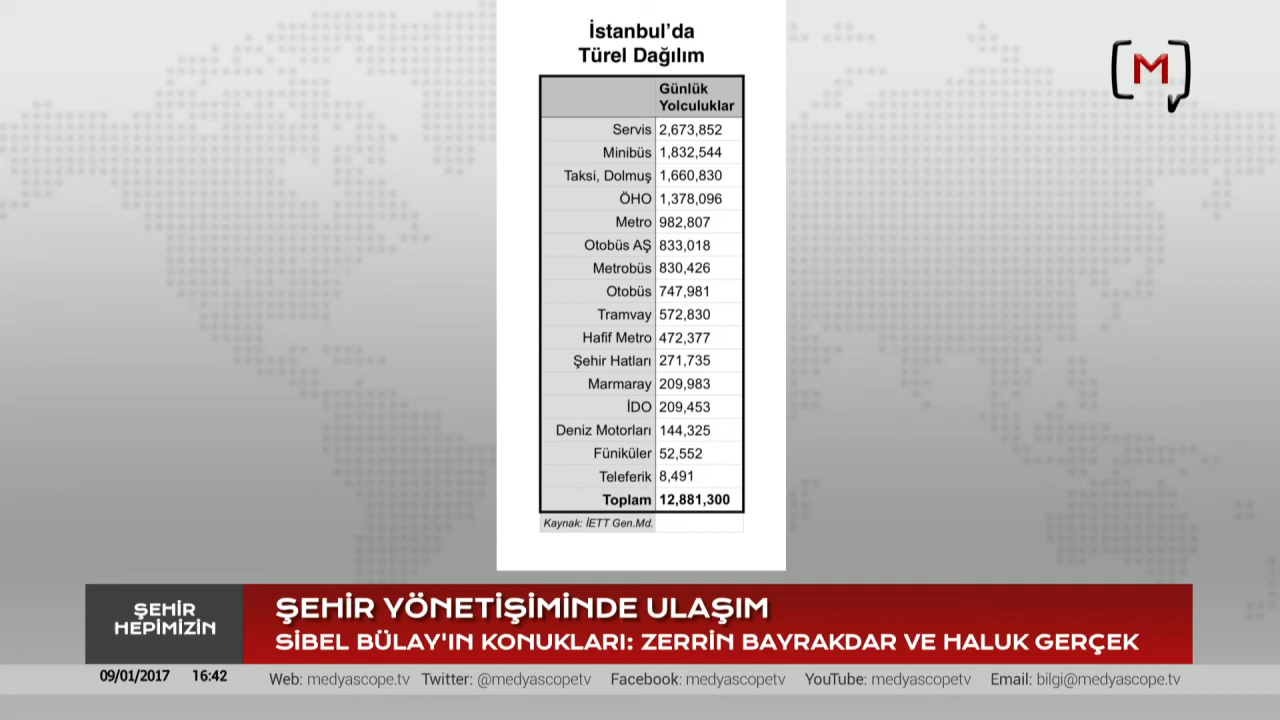 İstanbul'da
Türel Dağılım
Günlük
Yolculuklar
Servis 2,673,852
Minibüs 1,832,544
Taksi, Dolmuş 1,660,830
ÖHO 1,378,096
Metro 982,807
Otobüs AŞ 833,018
Metrobüs 830,426
Otobüs 747,981
Tramvay 572,830
Hafif Metro 472,377
Şehir Hatları 271,735
Marmaray 209,983
İDO 209,453
Deniz Motorları 144,325
Füniküler 52,552
Teleferik 8,491
Toplam 12,881,300
Kaynak: İETT Gen.Md.
M
ŞEHİR
HEPİMİZİN
ŞEHİR YÖNETİŞİMİNDE ULAŞIM
SİBEL BÜLAY'IN KONUKLARI: ZERRİN BAYRAKDAR VE HALUK GERÇEK
09/01/2017 16:42 Web: medyascope.tv Twitter: @medyascopetv Facebook: medyascopetv YouTube: medyascopetv Email: bilgi@medyascope.tv